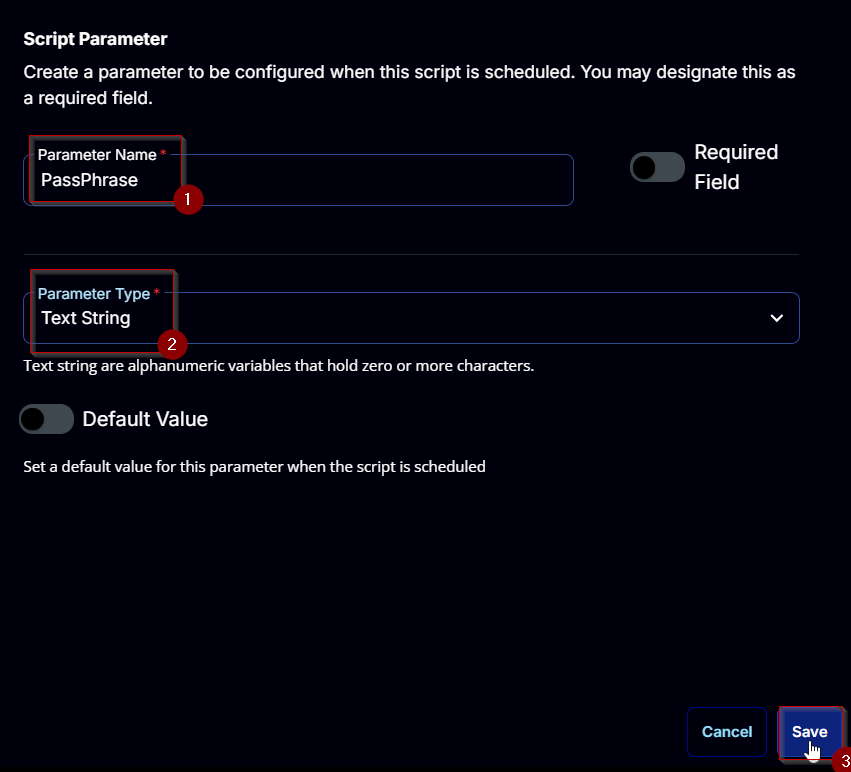 Script Parameter
Create a parameter to be configured when this script is scheduled. You may designate this as
a required field.
Parameter Name *
PassPhrase
1
Required
Field
Parameter Type *
Text String
2
Text string are alphanumeric variables that hold zero or more characters.
Default Value
Set a default value for this parameter when the script is scheduled
Cancel
Save
3